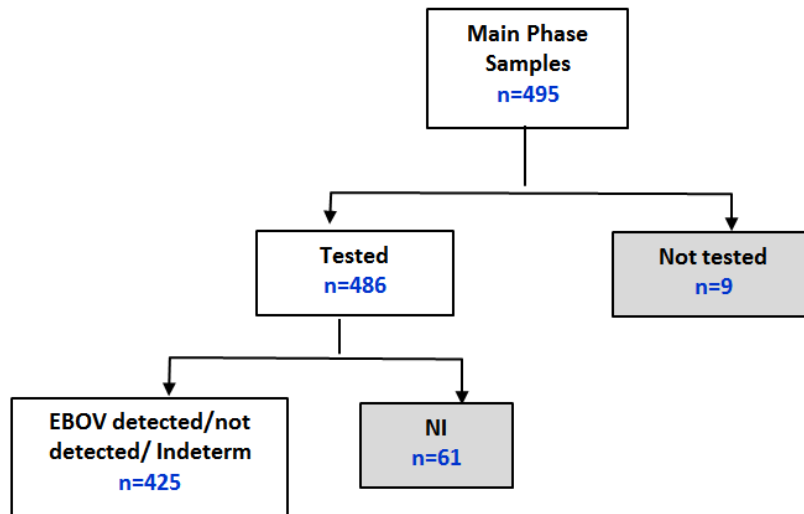 Main Phase
Samples
n=495
Tested
n=486
Not tested
n=9
EBOV detected/not
detected/ Indeterm
n=425
NI
n=61